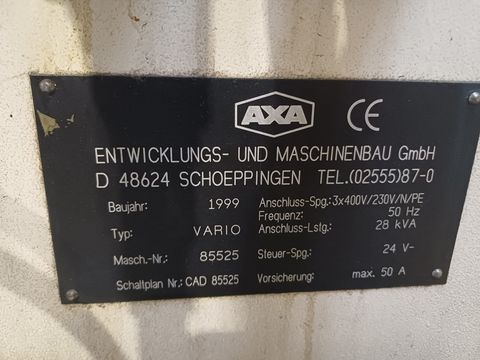 AXA CE
ENTWICKLUNGS- UND MASCHINENBAU GmbH
D 48624 SCHOEPPINGEN TEL.(02555)87-0
Baujahr: 1999 Anschluss-Spg.:3x400V/230V/N/PE
Frequenz: 50 Hz
Typ: VARIO Anschluss-Lstg.: 28 kVA
Masch.-Nr.: 85525 Steuer-Spg.: 24 V-
Schaltplan Nr.: CAD 85525 Vorsicherung: max. 50 A